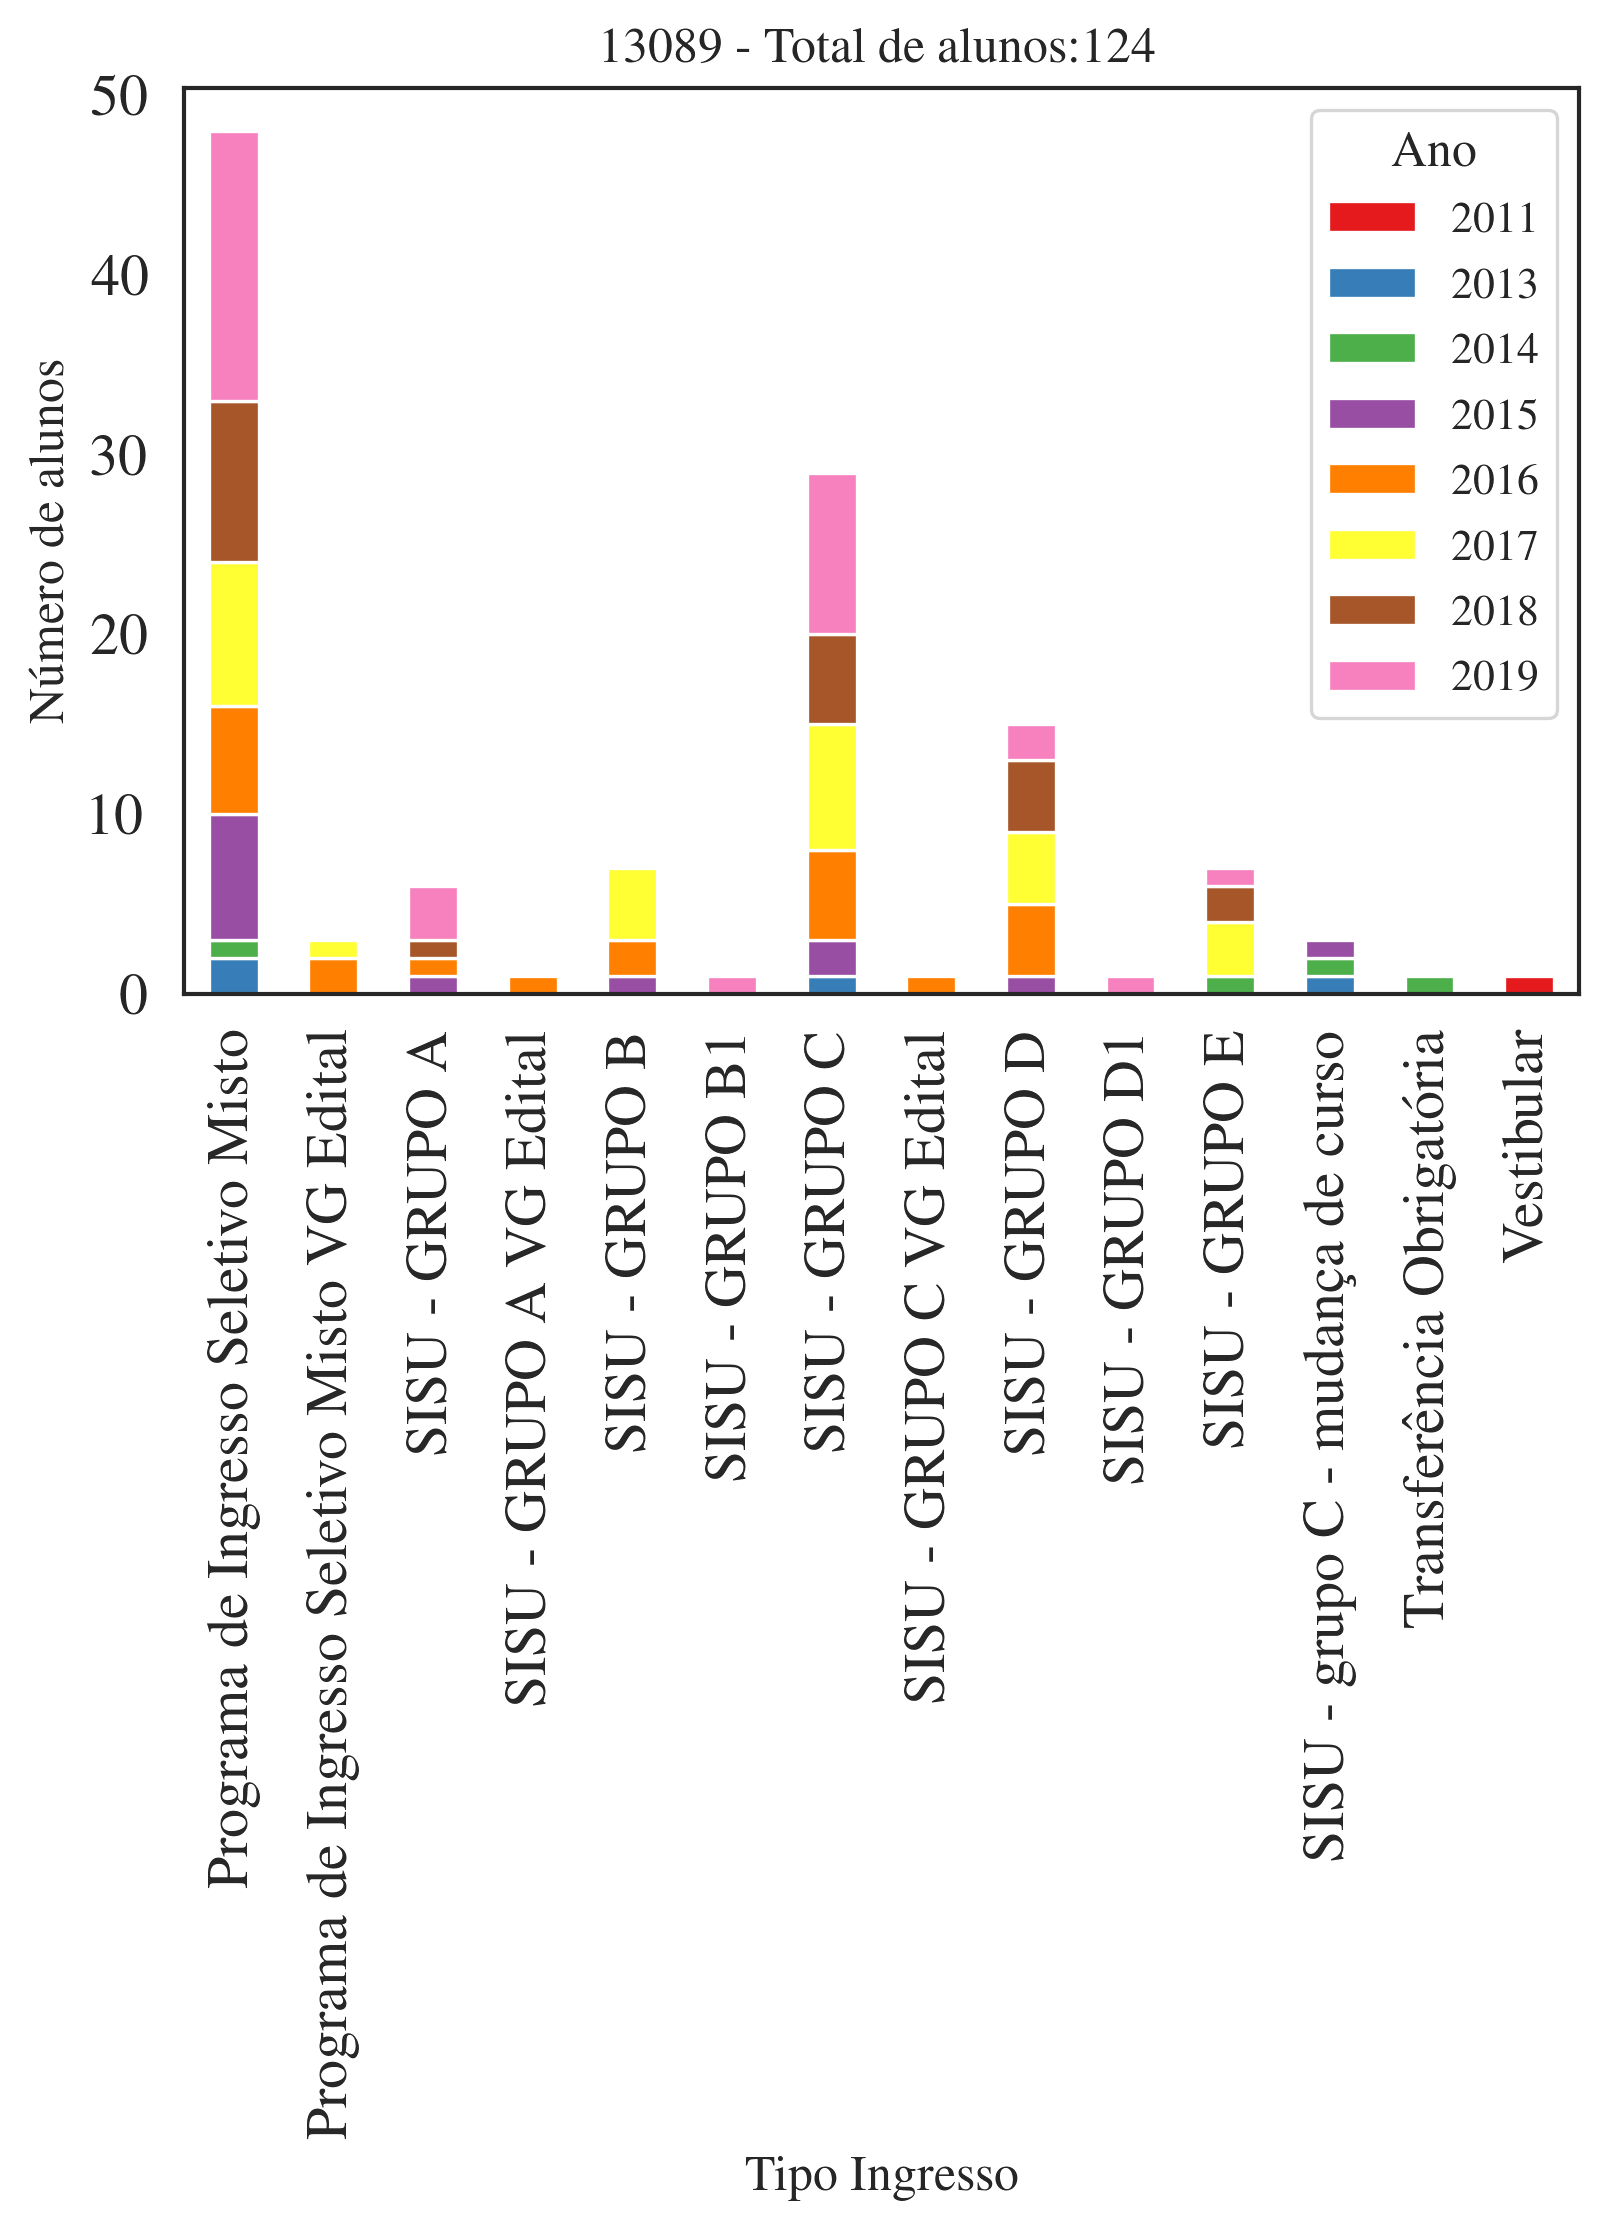 13089 - Total de alunos:124
Número de alunos
50
40
30
20
10
0
Ano
2011
2013
2014
2015
2016
2017
2018
2019
Programa de Ingresso Seletivo Misto
Programa de Ingresso Seletivo Misto VG Edital
SISU - GRUPO A
SISU - GRUPO A VG Edital
SISU - GRUPO B
SISU - GRUPO B1
SISU - GRUPO C
SISU - GRUPO C VG Edital
SISU - GRUPO D
SISU - GRUPO D1
SISU - GRUPO E
SISU - grupo C - mudança de curso
Transferência Obrigatória
Vestibular
Tipo Ingresso